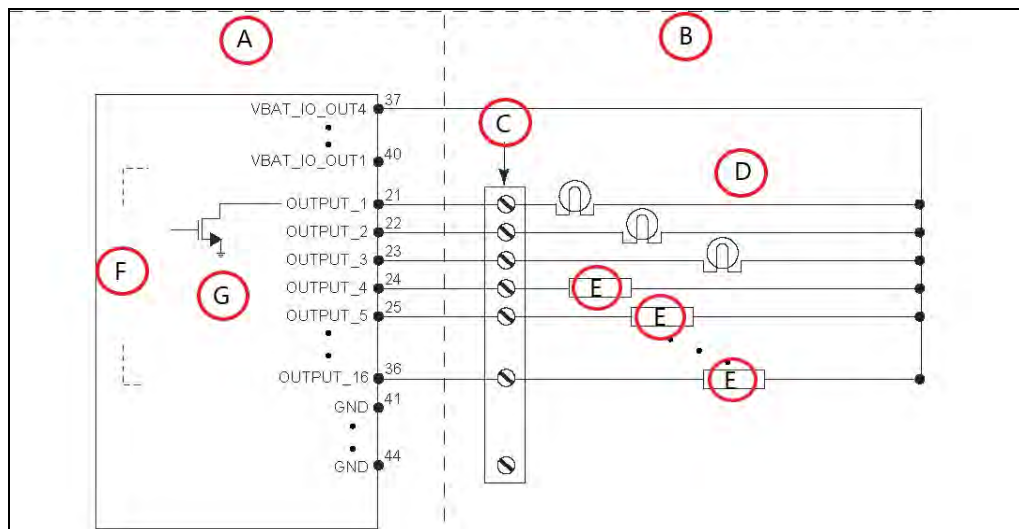 A
B
VBAT_IO_OUT4 37
C
VBAT_IO_OUT1 40
D
OUTPUT_1 21
OUTPUT_2 22
OUTPUT_3 23
F
G
OUTPUT_4 24
E
OUTPUT_5 25
E
OUTPUT_16 36
E
GND 41
GND 44